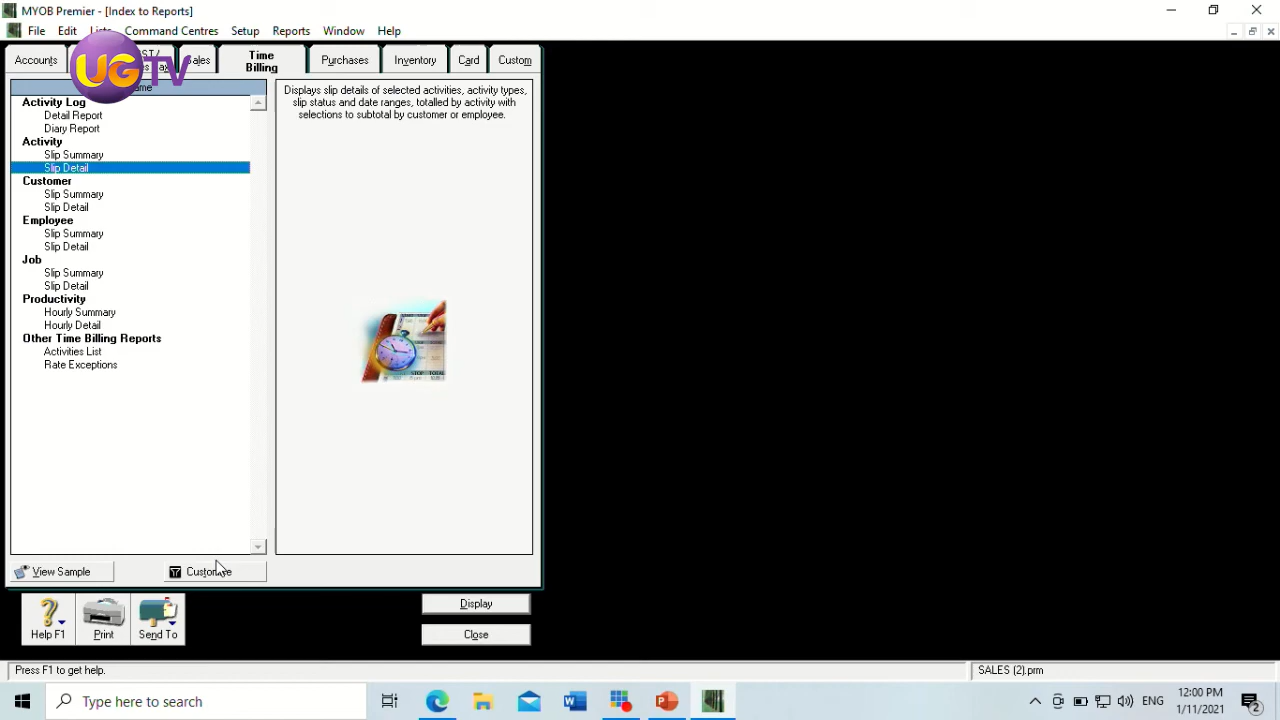 MYOB Premier - [Index to Reports]
File Edit Lists Command Centres Setup Reports Window Help
Accounts Sales Time Billing Purchases Inventory Card Custom
UGTV
Activity Log
Detail Report
Diary Report
Activity
Slip Summary
Slip Detail
Customer
Slip Summary
Slip Detail
Employee
Slip Summary
Slip Detail
Job
Slip Summary
Slip Detail
Productivity
Hourly Summary
Hourly Detail
Other Time Billing Reports
Activities List
Rate Exceptions
Displays slip details of selected activities, activity types,
slip status and date ranges, totalled by activity with
selections to subtotal by customer or employee.
View Sample
Customise
Help F1
Print
Send To
Display
Close
Press F1 to get help.
SALES (2).prm
Type here to search
ENG
12:00 PM
1/11/2021
2